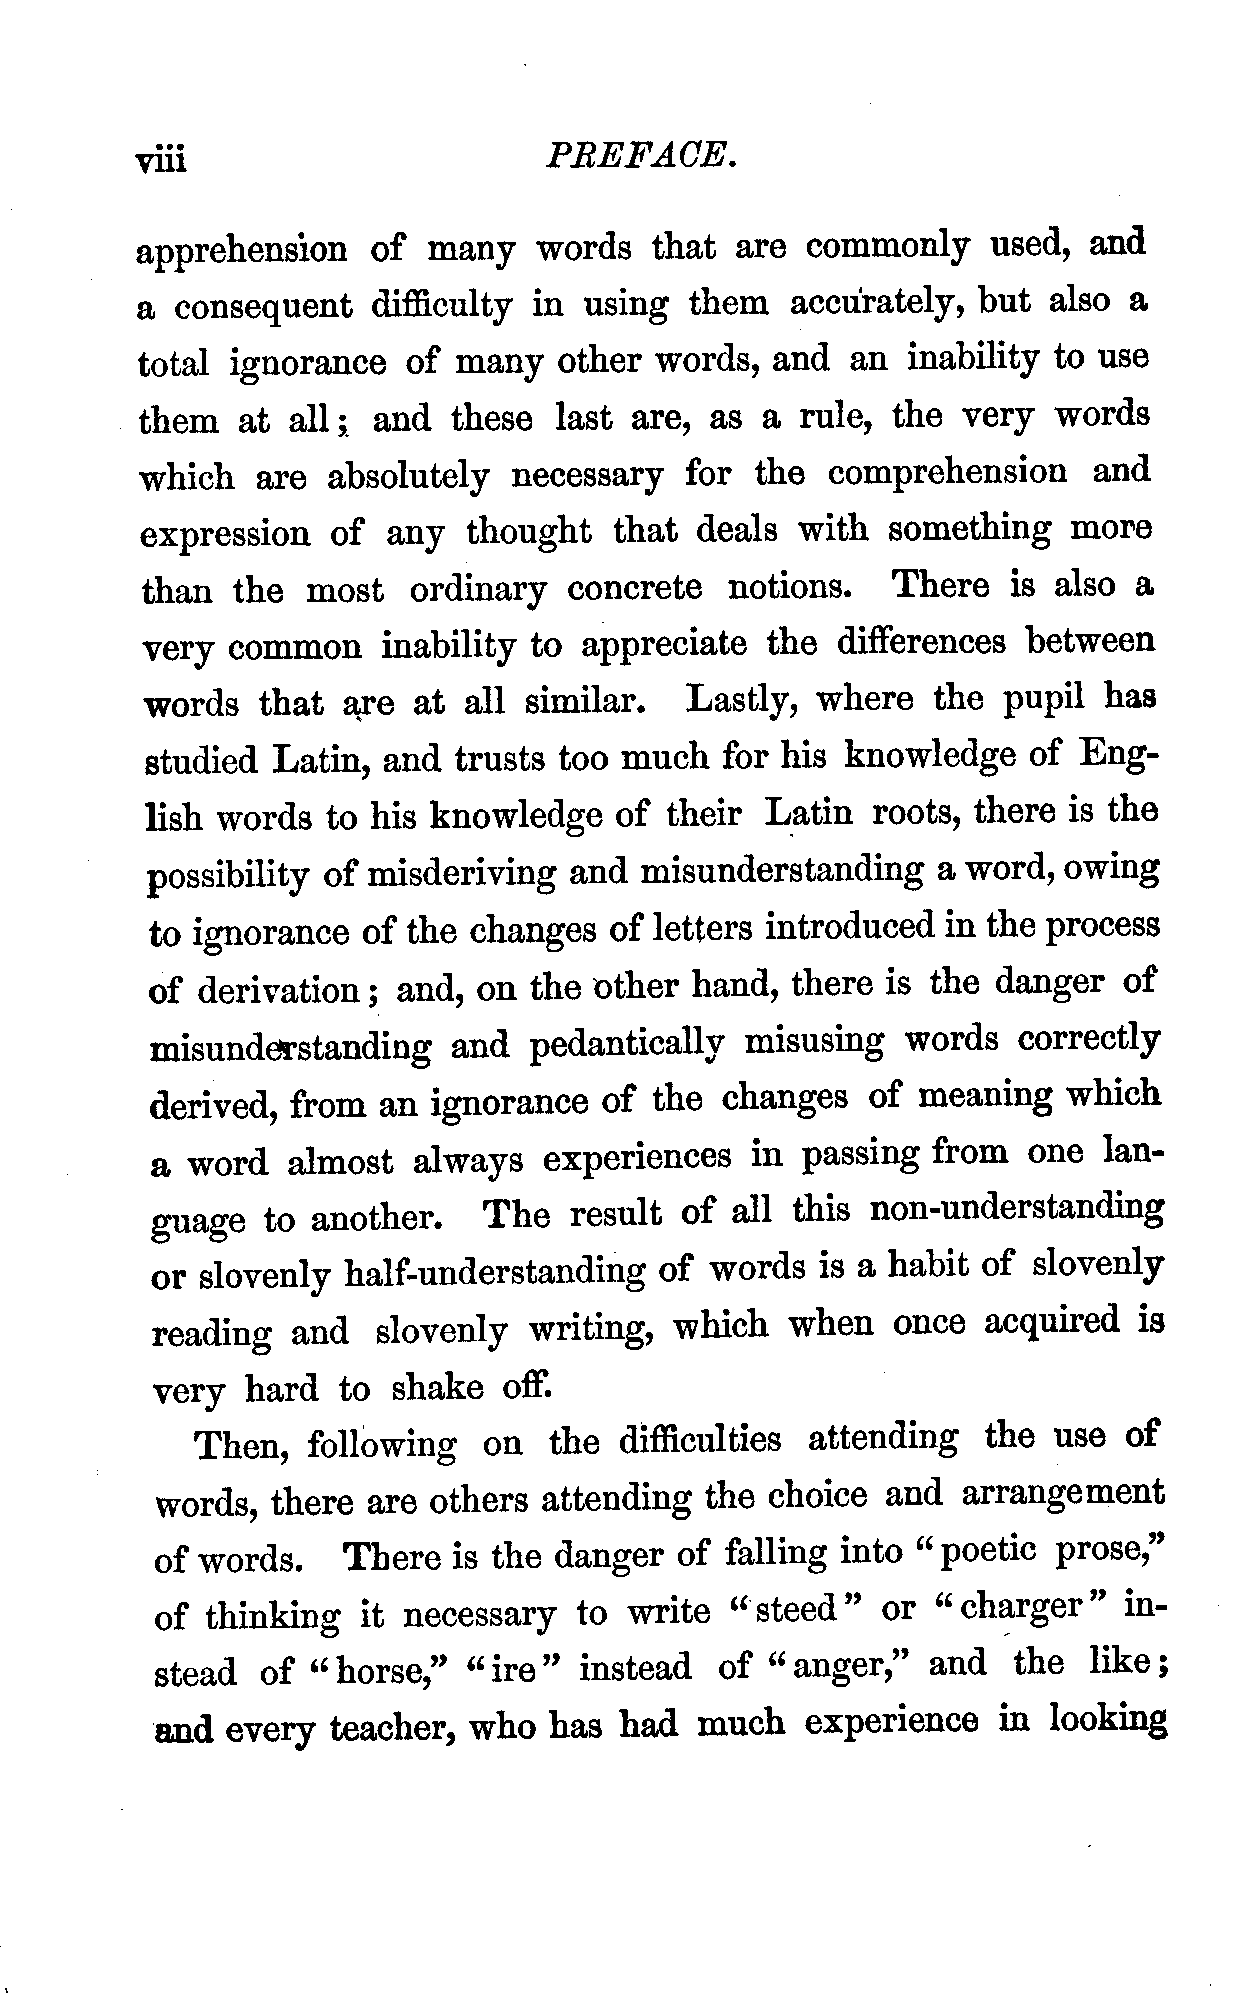 viii PREFACE.
apprehension of many words that are commonly used, and
a consequent difficulty in using them accurately, but also a
total ignorance of many other words, and an inability to use
them at all; and these last are, as a rule, the very words
which are absolutely necessary for the comprehension and
expression of any thought that deals with something more
than the most ordinary concrete notions. There is also a
very common inability to appreciate the differences between
words that are at all similar. Lastly, where the pupil has
studied Latin, and trusts too much for his knowledge of Eng-
lish words to his knowledge of their Latin roots, there is the
possibility of misderiving and misunderstanding a word, owing
to ignorance of the changes of letters introduced in the process
of derivation; and, on the other hand, there is the danger of
misunderstanding and pedantically misusing words correctly
derived, from an ignorance of the changes of meaning which
a word almost always experiences in passing from one lan-
guage to another. The result of all this non-understanding
or slovenly half-understanding of words is a habit of slovenly
reading and slovenly writing, which when once acquired is
very hard to shake off.
Then, following on the difficulties attending the use of
words, there are others attending the choice and arrangement
of words. There is the danger of falling into "poetic prose,"
of thinking it necessary to write "steed" or "charger" in-
stead of "horse," "ire" instead of "anger," and the like;
and every teacher, who has had much experience in looking